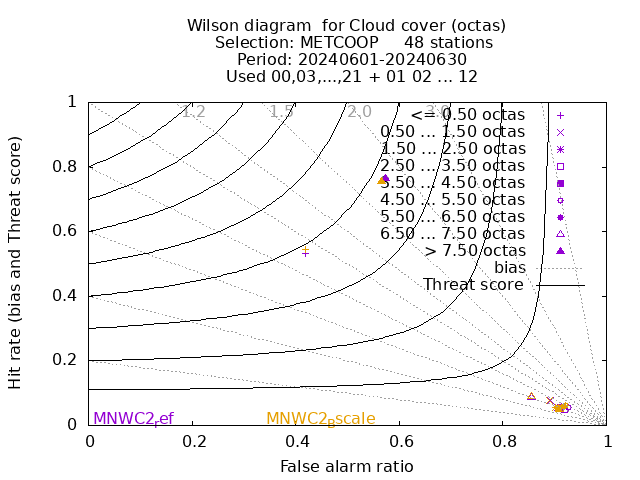 Wilson diagram  for Cloud cover (octas)
Selection: METCOOP     48 stations
Period: 20240601-20240630
Used 00,03,...,21 + 01 02 ... 12
Hit rate (bias and Threat score)
1
0.8
0.6
0.4
0.2
0
1.2 1.5 2.0 3.0
<= 0.50 octas
0.50 ... 1.50 octas
1.50 ... 2.50 octas
2.50 ... 3.50 octas
3.50 ... 4.50 octas
4.50 ... 5.50 octas
5.50 ... 6.50 octas
6.50 ... 7.50 octas
> 7.50 octas
bias
Threat score
MNWC2_ref MNWC2_Bscale
0 0.2 0.4 0.6 0.8 1
False alarm ratio